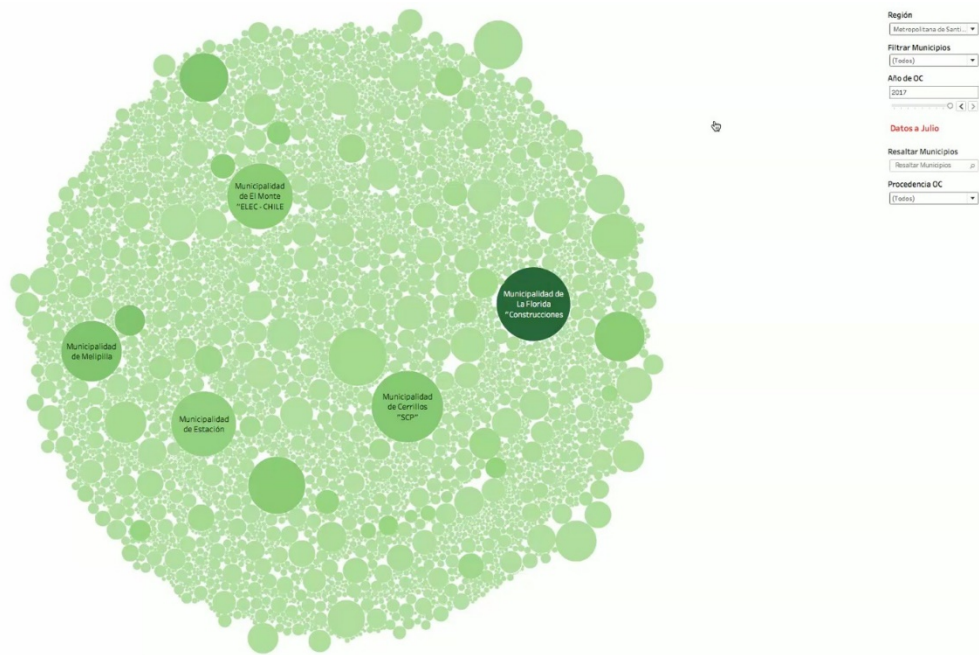 Región
Metropolitana de Santi...
Filtrar Municipios
(Todos)
Año de OC
2017
Datos a Julio
Resaltar Municipios
Resaltar Municipios
Procedencia OC
(Todos)
Municipalidad
de El Monte
"ELEC - CHILE
Municipalidad de
La Florida
"Construcciones
Municipalidad
de Melipilla
Municipalidad
de Cerrillos
"SCP"
Municipalidad
de Estación